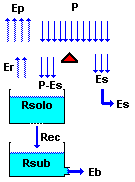 Ep P
Er P-Es Es
Es
Rsolo
Rec
Rsub Eb